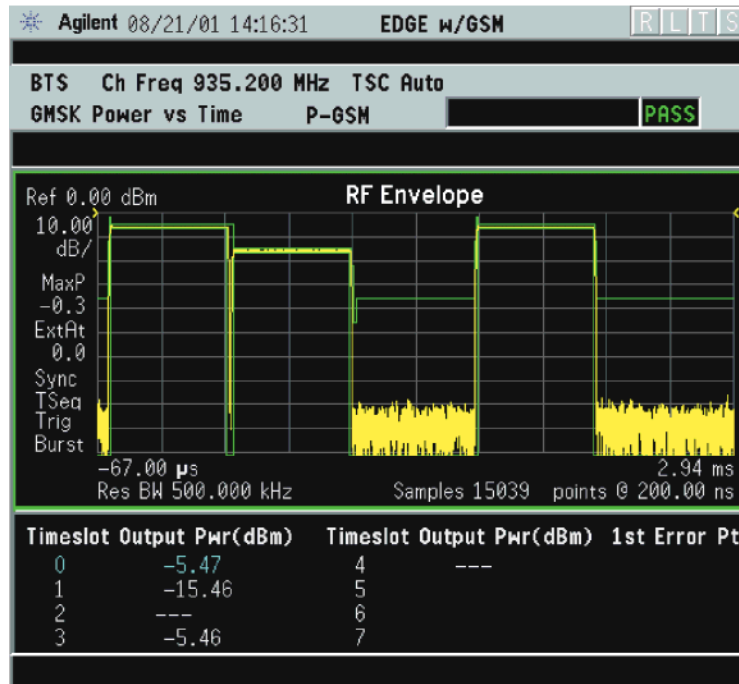 Agilent 08/21/01 14:16:31 EDGE w/GSM R L T S
BTS Ch Freq 935.200 MHz TSC Auto
GMSK Power vs Time P-GSM PASS
Ref 0.00 dBm RF Envelope
10.00
dB/
MaxP
-0.3
ExtAt
0.0
Sync
TSeq
Trig
Burst
-67.00 µs 2.94 ms
Res BW 500.000 kHz Samples 15039 points @ 200.00 ns
Timeslot Output Pwr(dBm) Timeslot Output Pwr(dBm) 1st Error Pt
0 -5.47 4 ---
1 -15.46 5
2 --- 6
3 -5.46 7